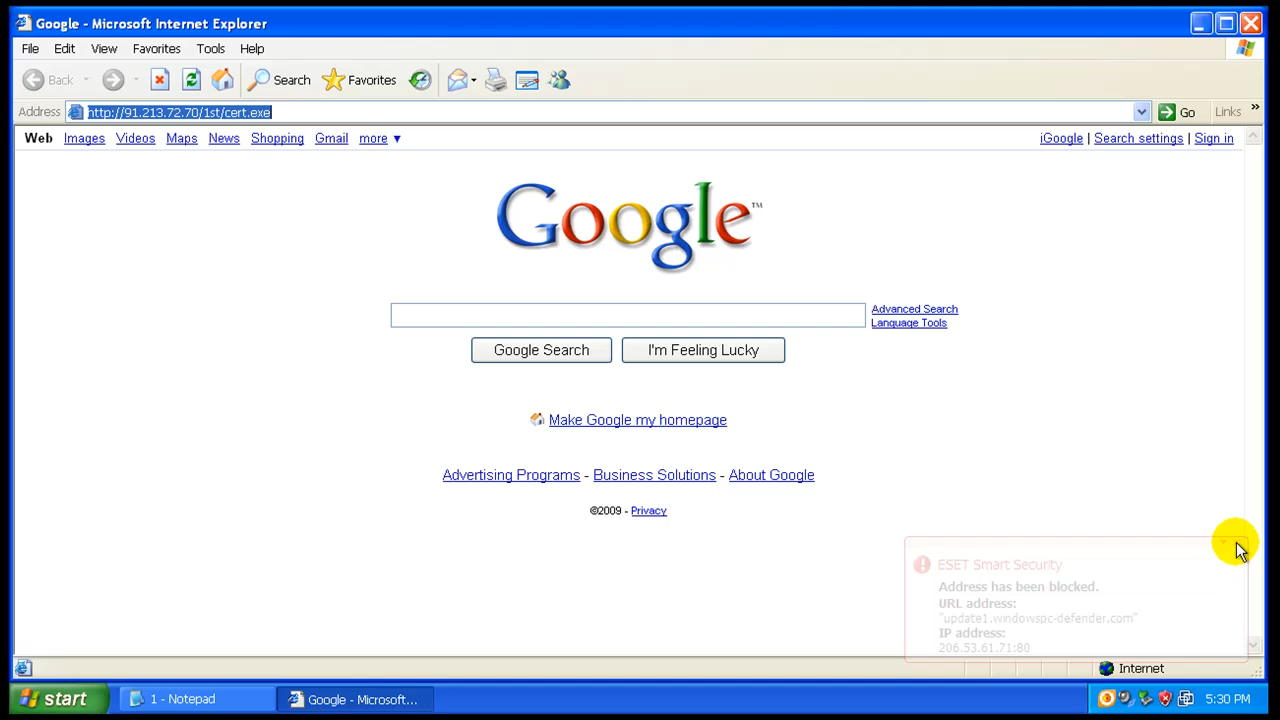 Google - Microsoft Internet Explorer
File Edit View Favorites Tools Help
Back Search Favorites
Address http://91.213.72.70/1st/cert.exe Go Links »
Web Images Videos Maps News Shopping Gmail more ▼ iGoogle | Search settings | Sign in
Google™
Advanced Search
Language Tools
Google Search I'm Feeling Lucky
Make Google my homepage
Advertising Programs - Business Solutions - About Google
©2009 - Privacy
ESET Smart Security
Address has been blocked.
URL address:
"update1.windowspc-defender.com"
IP address:
206.53.61.71:80
Internet
start 1 - Notepad Google - Microsoft... 5:30 PM